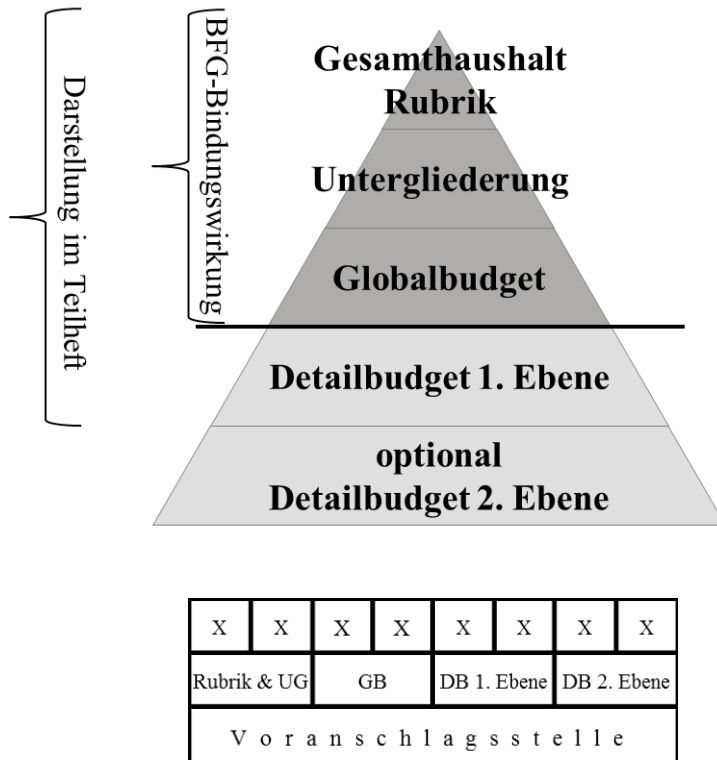 Darstellung im Teilheft
BFG-Bindungswirkung
Gesamthaushalt
Rubrik
Untergliederung
Globalbudget
Detailbudget 1. Ebene
optional
Detailbudget 2. Ebene
X X X X X X X X
Rubrik & UG GB DB 1. Ebene DB 2. Ebene
Voranschlagsstelle